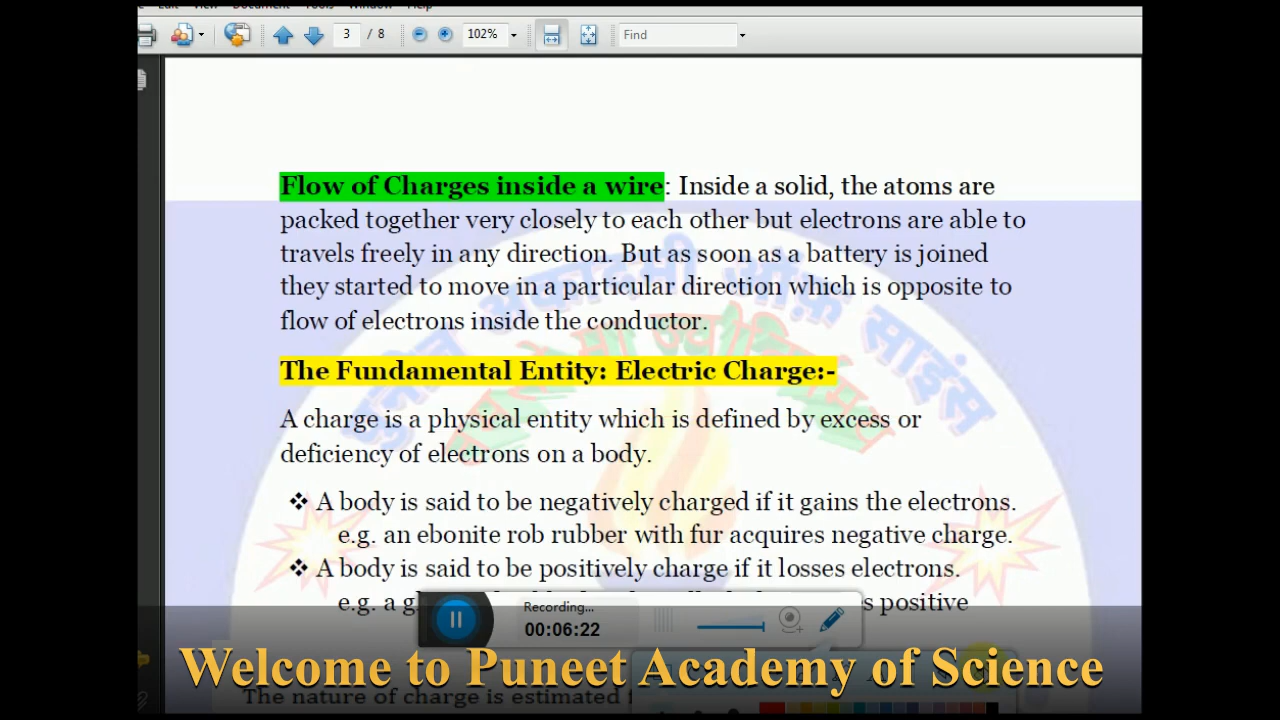 3 / 8 102% Find
Flow of Charges inside a wire: Inside a solid, the atoms are
packed together very closely to each other but electrons are able to
travels freely in any direction. But as soon as a battery is joined
they started to move in a particular direction which is opposite to
flow of electrons inside the conductor.
The Fundamental Entity: Electric Charge:-
A charge is a physical entity which is defined by excess or
deficiency of electrons on a body.
❖ A body is said to be negatively charged if it gains the electrons.
e.g. an ebonite rob rubber with fur acquires negative charge.
❖ A body is said to be positively charge if it losses electrons.
e.g. a positive
Recording...
00:06:22
Welcome to Puneet Academy of Science
The nature of charge is estimated